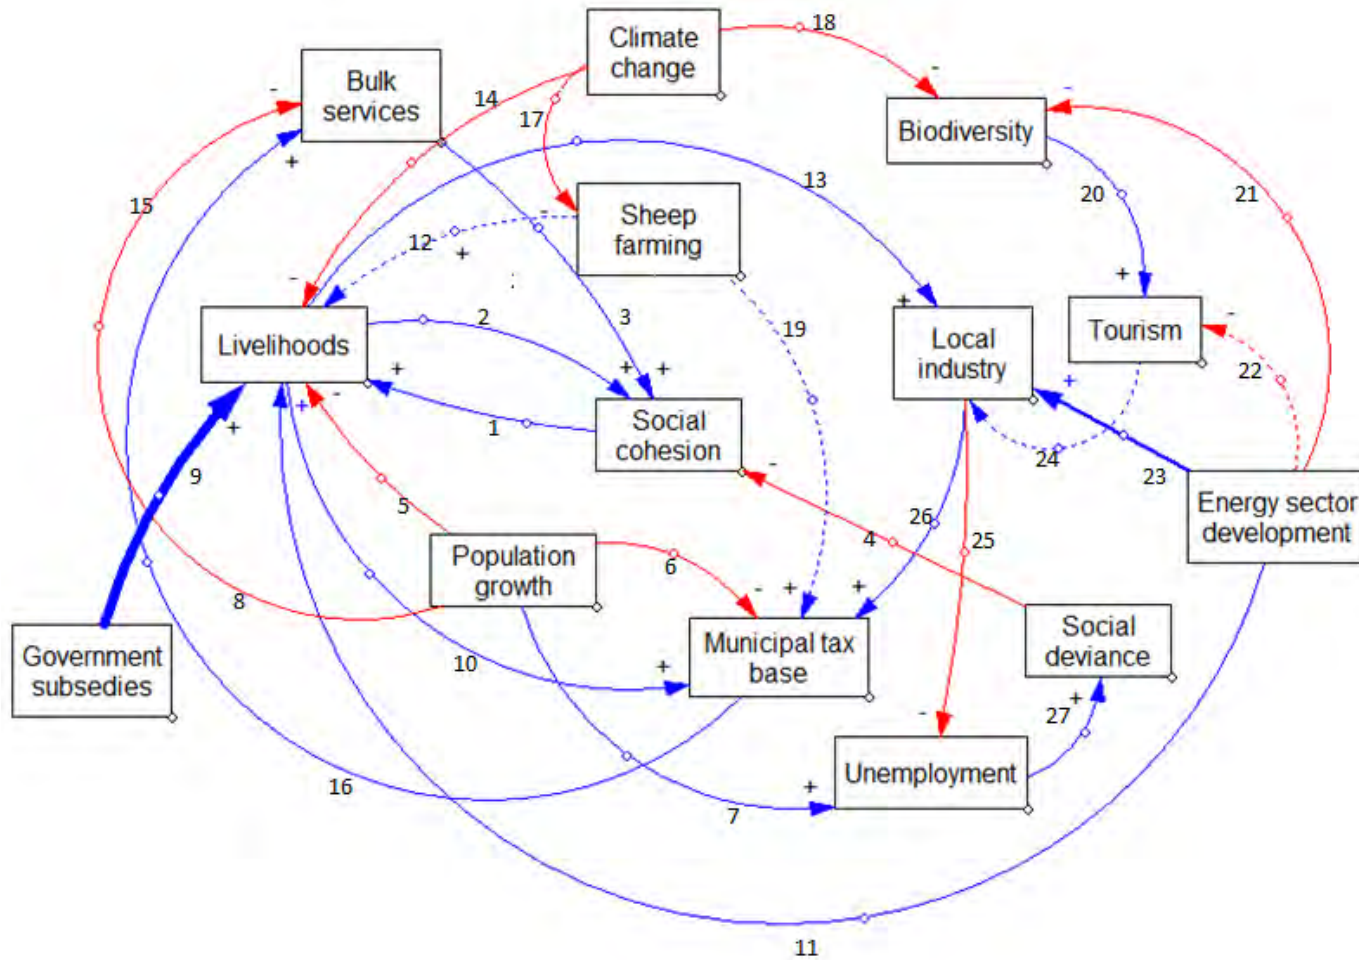 Climate
change
18
-
-
Bulk
services
-
+
14
17
Biodiversity
15
13
20
21
Sheep
farming
-
12
+
:
-
+
+
-
19
Livelihoods
2
3
Local
industry
Tourism
22
+
+
+
-
+
+
Social
cohesion
1
24
23
-
9
5
Energy sector
development
Population
growth
26
25
4
6
8
-
+
+
Government
subsedies
10
+
Municipal tax
base
Social
deviance
+
27
-
Unemployment
16
+
7
11